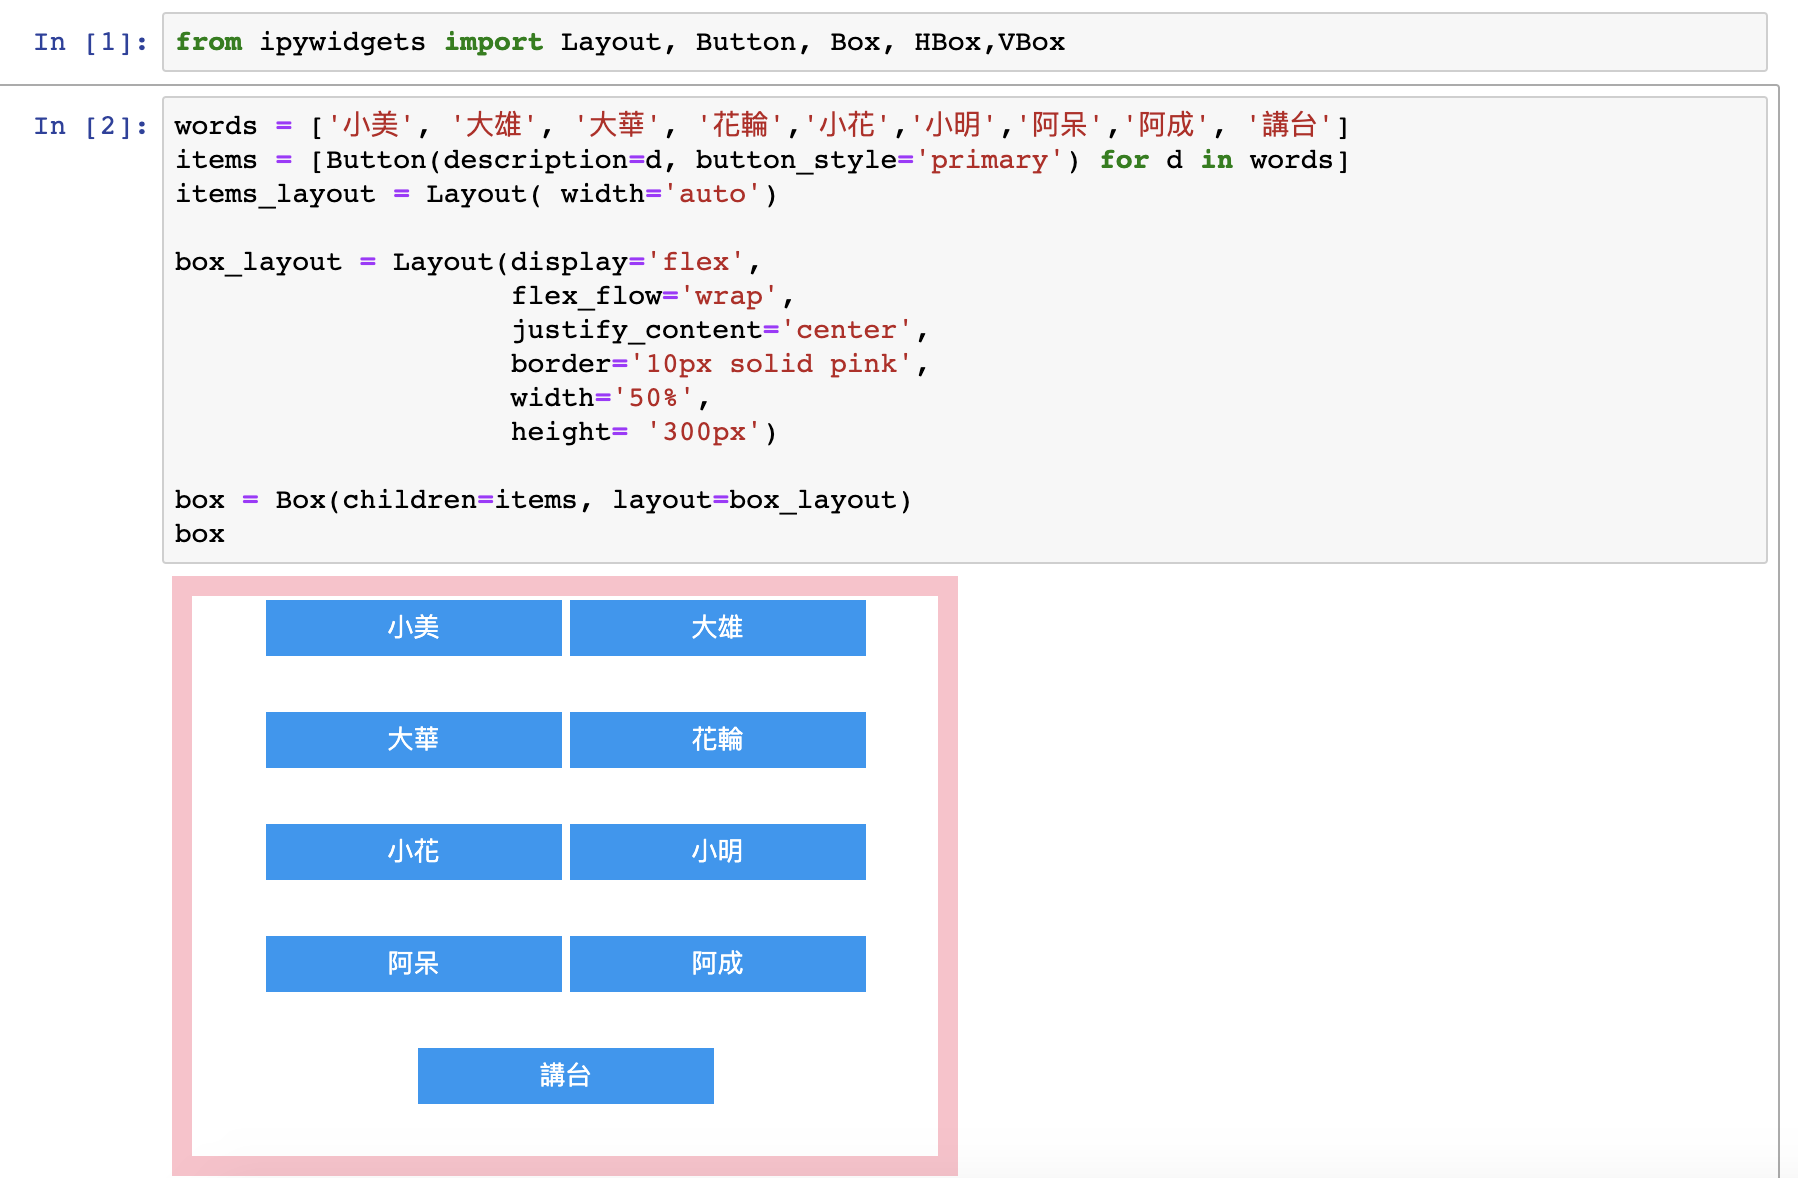 In [1]: from ipywidgets import Layout, Button, Box, HBox,VBox
In [2]: words = ['小美', '大雄', '大華', '花輪','小花','小明','阿呆','阿成', '講台']
items = [Button(description=d, button_style='primary') for d in words]
items_layout = Layout( width='auto')
box_layout = Layout(display='flex',
flex_flow='wrap',
justify_content='center',
border='10px solid pink',
width='50%',
height= '300px')
box = Box(children=items, layout=box_layout)
box
小美 大雄
大華 花輪
小花 小明
阿呆 阿成
講台